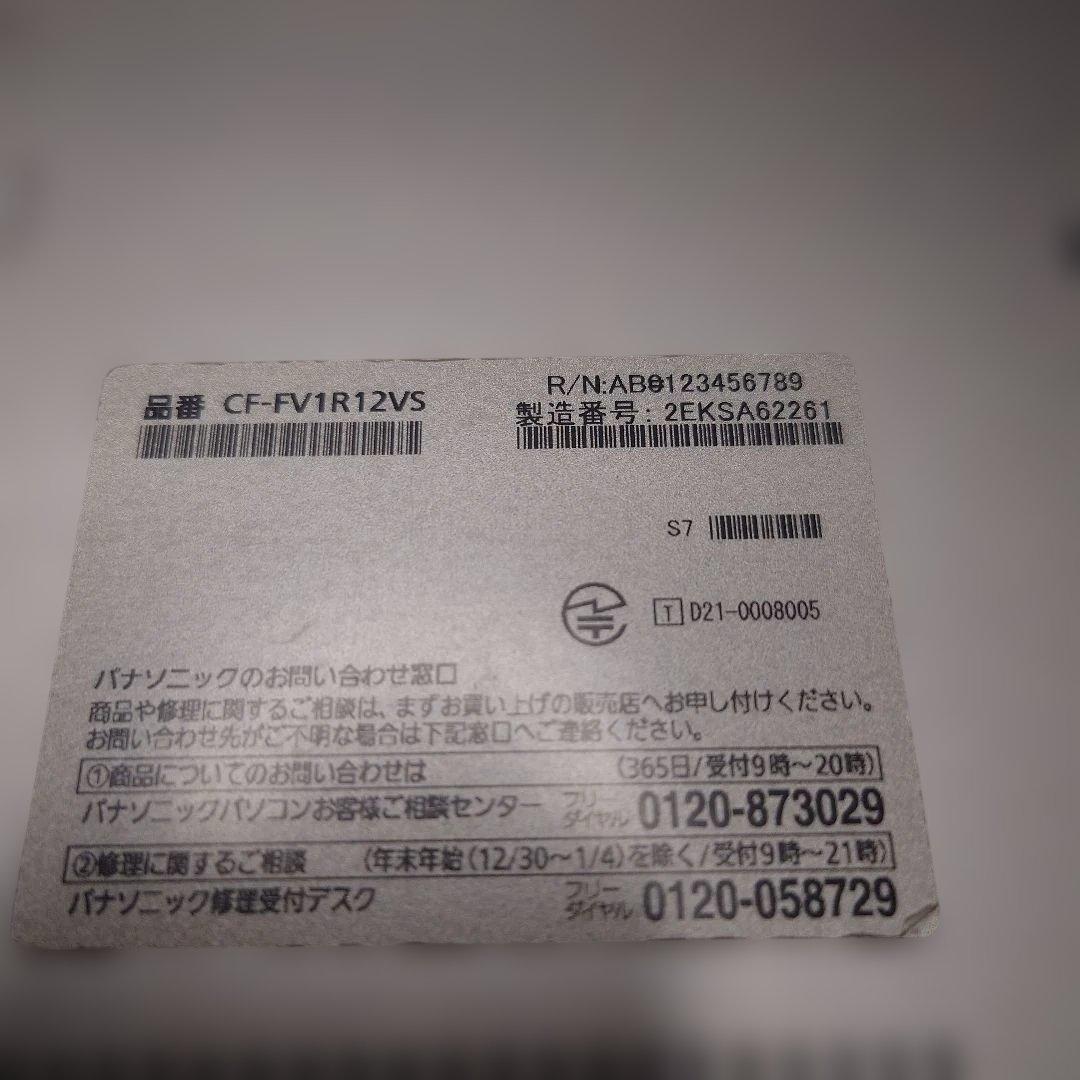 品番 CF-FV1R12VS
R/N:AB0123456789
製造番号: 2EKSA62261
S7
T D21-0008005
パナソニックのお問い合わせ窓口
商品や修理に関するご相談は、まずお買い上げの販売店へお申し付けください。
お問い合わせ先がご不明な場合は下記窓口へご連絡ください。
①商品についてのお問い合わせは (365日/受付9時～20時)
パナソニックパソコンお客様ご相談センター フリーダイヤル 0120-873029
②修理に関するご相談 (年末年始(12/30～1/4)を除く/受付9時～21時)
パナソニック修理受付デスク フリーダイヤル 0120-058729